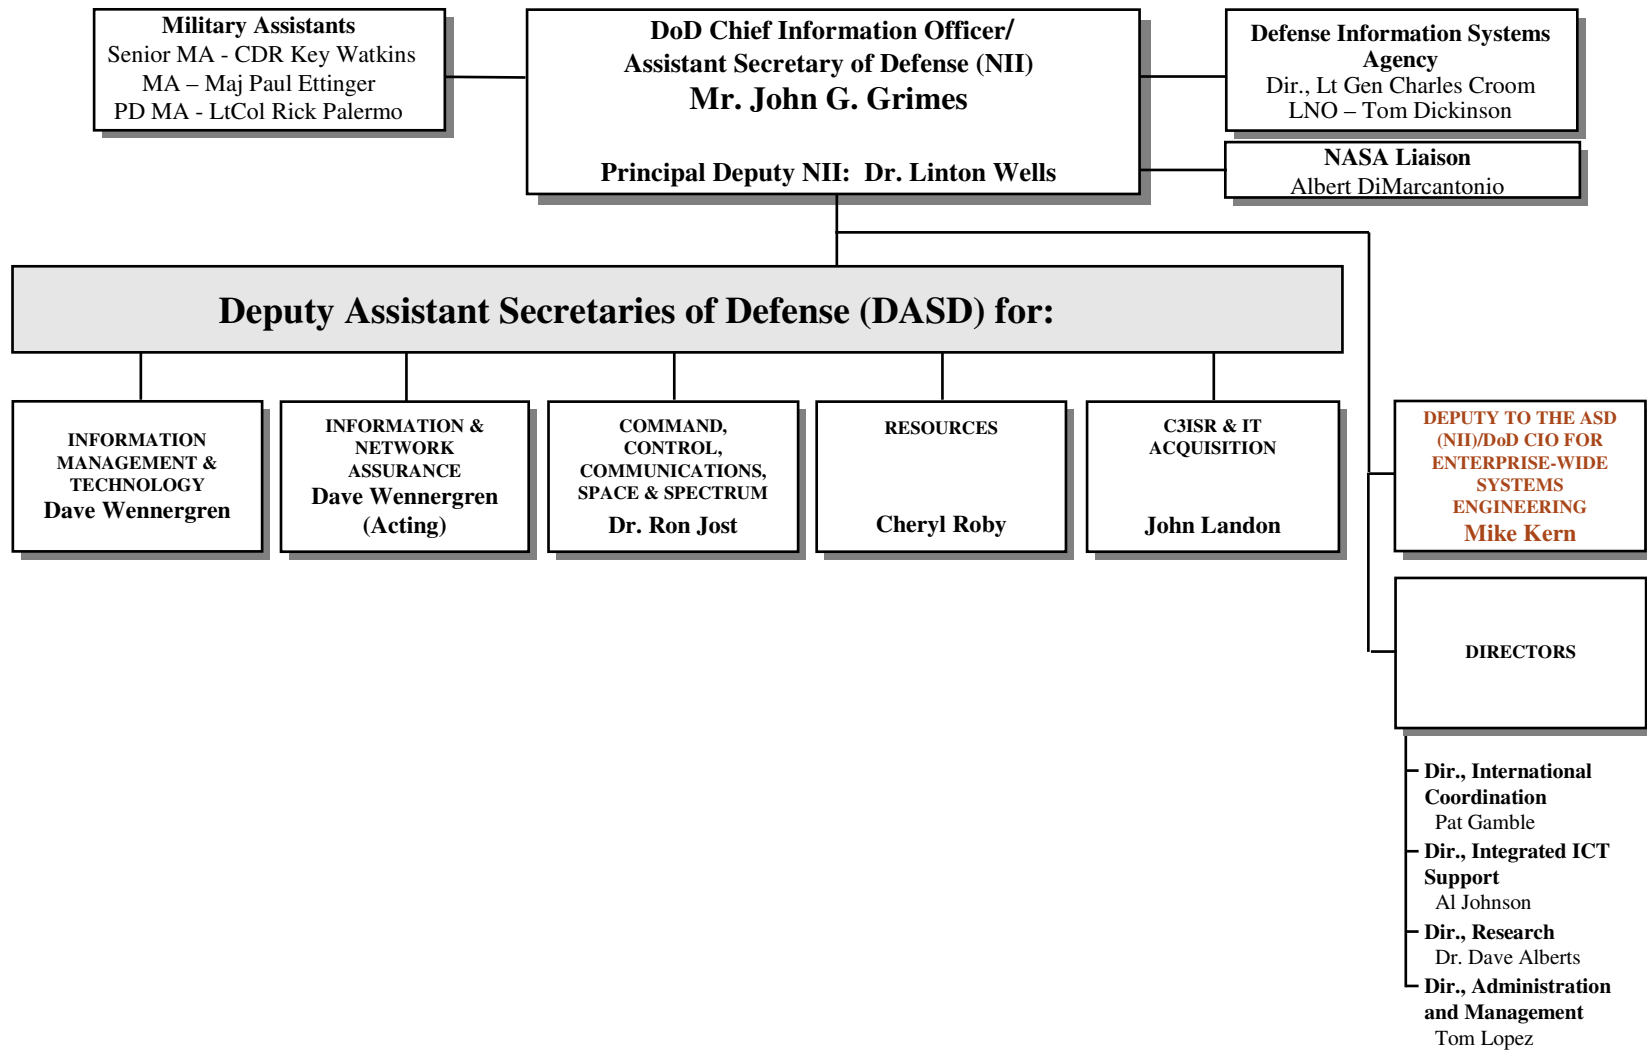 Military Assistants
Senior MA - CDR Key Watkins
MA – Maj Paul Ettinger
PD MA - LtCol Rick Palermo
DoD Chief Information Officer/
Assistant Secretary of Defense (NII)
Mr. John G. Grimes
Principal Deputy NII: Dr. Linton Wells
Defense Information Systems
Agency
Dir., Lt Gen Charles Croom
LNO – Tom Dickinson
NASA Liaison
Albert DiMarcantonio
Deputy Assistant Secretaries of Defense (DASD) for:
INFORMATION
MANAGEMENT &
TECHNOLOGY
Dave Wennergren
INFORMATION &
NETWORK
ASSURANCE
Dave Wennergren
(Acting)
COMMAND,
CONTROL,
COMMUNICATIONS,
SPACE & SPECTRUM
Dr. Ron Jost
RESOURCES
Cheryl Roby
C3ISR & IT
ACQUISITION
John Landon
DEPUTY TO THE ASD
(NII)/DoD CIO FOR
ENTERPRISE-WIDE
SYSTEMS
ENGINEERING
Mike Kern
DIRECTORS
Dir., International
Coordination
Pat Gamble
Dir., Integrated ICT
Support
Al Johnson
Dir., Research
Dr. Dave Alberts
Dir., Administration
and Management
Tom Lopez